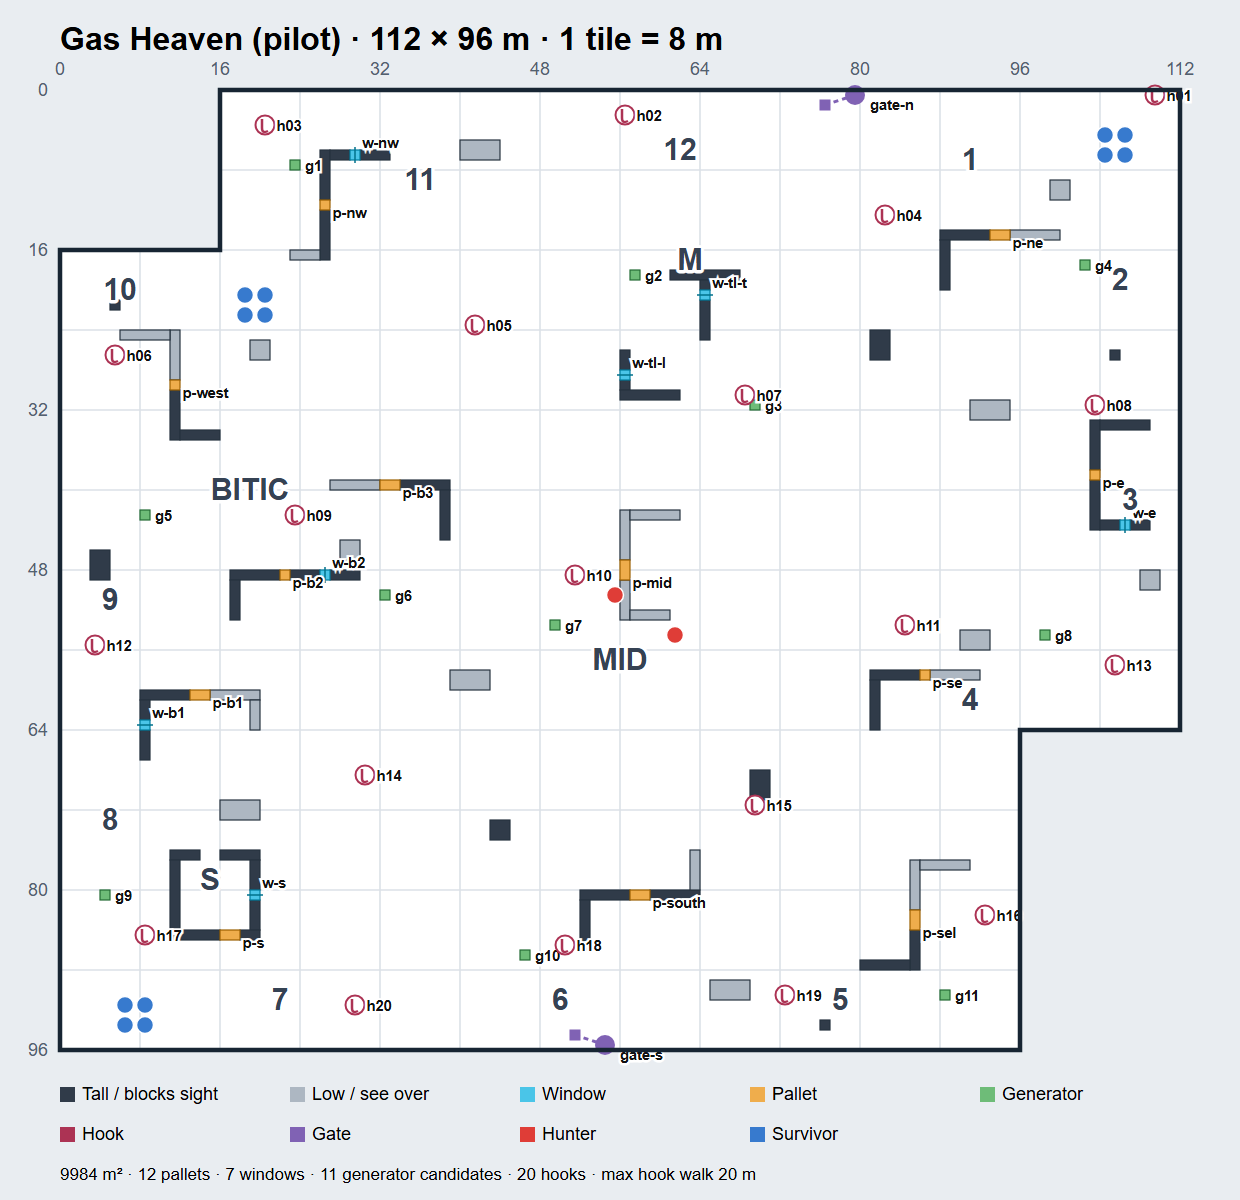 Gas Heaven (pilot) · 112 × 96 m · 1 tile = 8 m
0 16 32 48 64 80 96 112
0
h01
gate-n
h02
h03
w-nw
12
1
g1
11
16
p-nw
h04
p-ne
M
g2
w-tl-t
g4
2
10
h05
h06
w-tl-l
p-west
h07
g3
32
h08
BITIC
p-b3
p-e
3
w-e
g5
h09
48
w-b2
p-b2
h10
p-mid
9
g6
g7
h11
g8
h12
MID
h13
p-se
4
p-b1
w-b1
64
h14
8
h15
S
w-s
80
g9
p-south
h16
h17
p-s
p-sel
h18
g10
7
h20
6
h19
5
g11
96
gate-s
Tall / blocks sight
Low / see over
Window
Pallet
Generator
Hook
Gate
Hunter
Survivor
9984 m² · 12 pallets · 7 windows · 11 generator candidates · 20 hooks · max hook walk 20 m